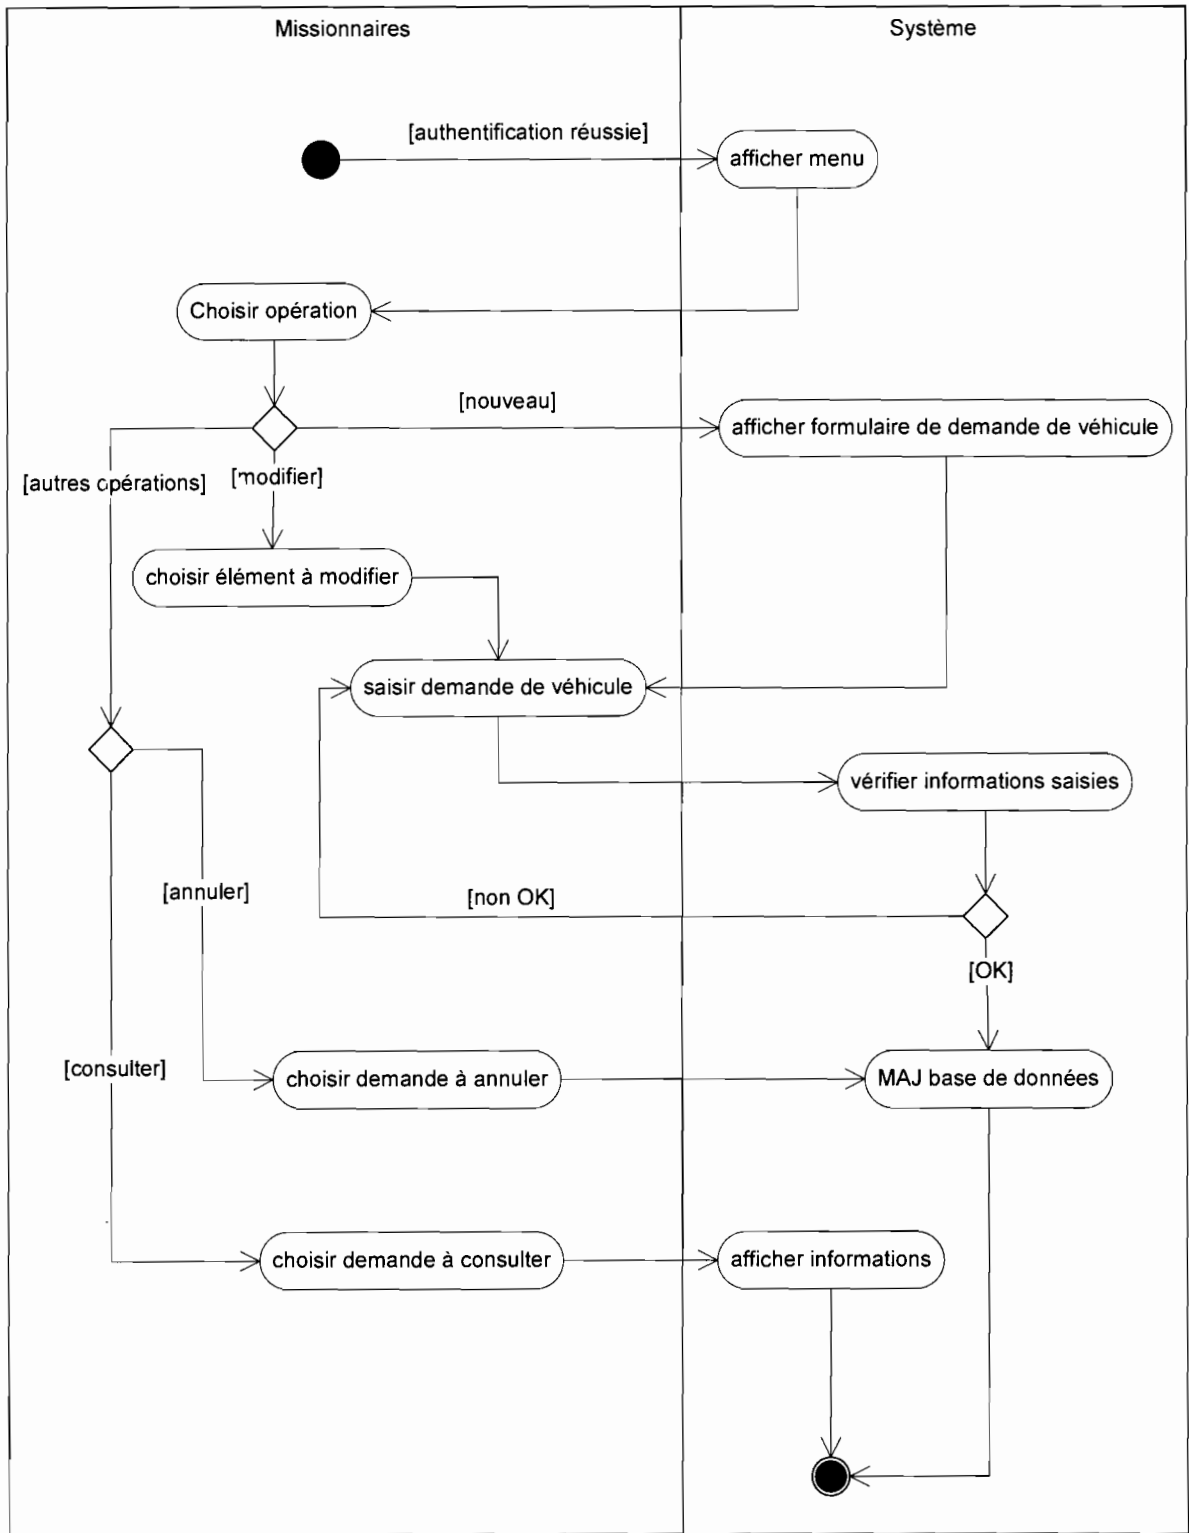 Missionnaires
Système
[authentification réussie]
afficher menu
Choisir opération
[nouveau]
afficher formulaire de demande de véhicule
[autres opérations]
[modifier]
choisir élément à modifier
saisir demande de véhicule
vérifier informations saisies
[annuler]
[non OK]
[OK]
[consulter]
choisir demande à annuler
MAJ base de données
choisir demande à consulter
afficher informations